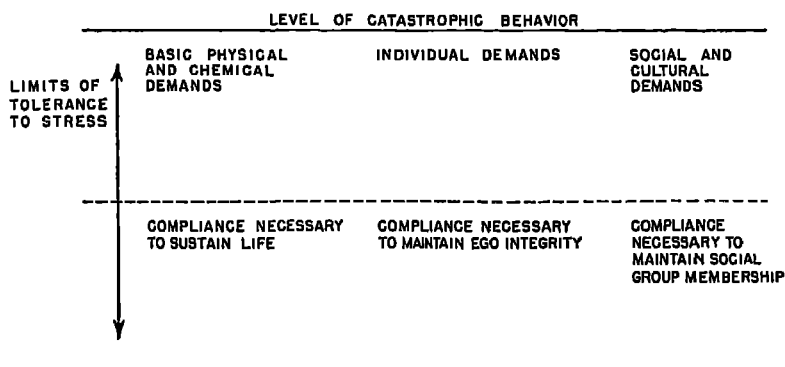 LEVEL OF CATASTROPHIC BEHAVIOR
LIMITS OF
TOLERANCE
TO STRESS
BASIC PHYSICAL
AND CHEMICAL
DEMANDS
INDIVIDUAL DEMANDS
SOCIAL AND
CULTURAL
DEMANDS
COMPLIANCE NECESSARY
TO SUSTAIN LIFE
COMPLIANCE NECESSARY
TO MAINTAIN EGO INTEGRITY
COMPLIANCE
NECESSARY TO
MAINTAIN SOCIAL
GROUP MEMBERSHIP